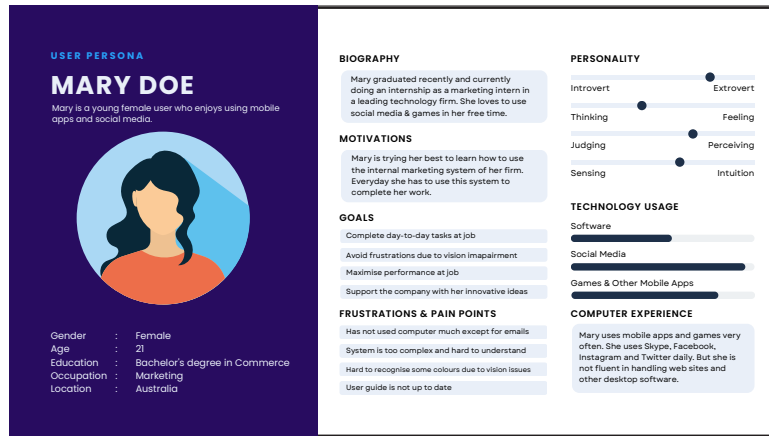 USER PERSONA
MARY DOE
Mary is a young female user who enjoys using mobile
apps and social media.
Gender : Female
Age : 21
Education : Bachelor's degree in Commerce
Occupation : Marketing
Location : Australia
BIOGRAPHY
Mary graduated recently and currently
doing an internship as a marketing intern in
a leading technology firm. She loves to use
social media & games in her free time.
MOTIVATIONS
Mary is trying her best to learn how to use
the internal marketing system of her firm.
Everyday she has to use this system to
complete her work.
GOALS
Complete day-to-day tasks at job
Avoid frustrations due to vision imapairment
Maximise performance at job
Support the company with her innovative ideas
FRUSTRATIONS & PAIN POINTS
Has not used computer much except for emails
System is too complex and hard to understand
Hard to recognise some colours due to vision issues
User guide is not up to date
PERSONALITY
Introvert Extrovert
Thinking Feeling
Judging Perceiving
Sensing Intuition
TECHNOLOGY USAGE
Software
Social Media
Games & Other Mobile Apps
COMPUTER EXPERIENCE
Mary uses mobile apps and games very
often. She uses Skype, Facebook,
Instagram and Twitter daily. But she is
not fluent in handling web sites and
other desktop software.